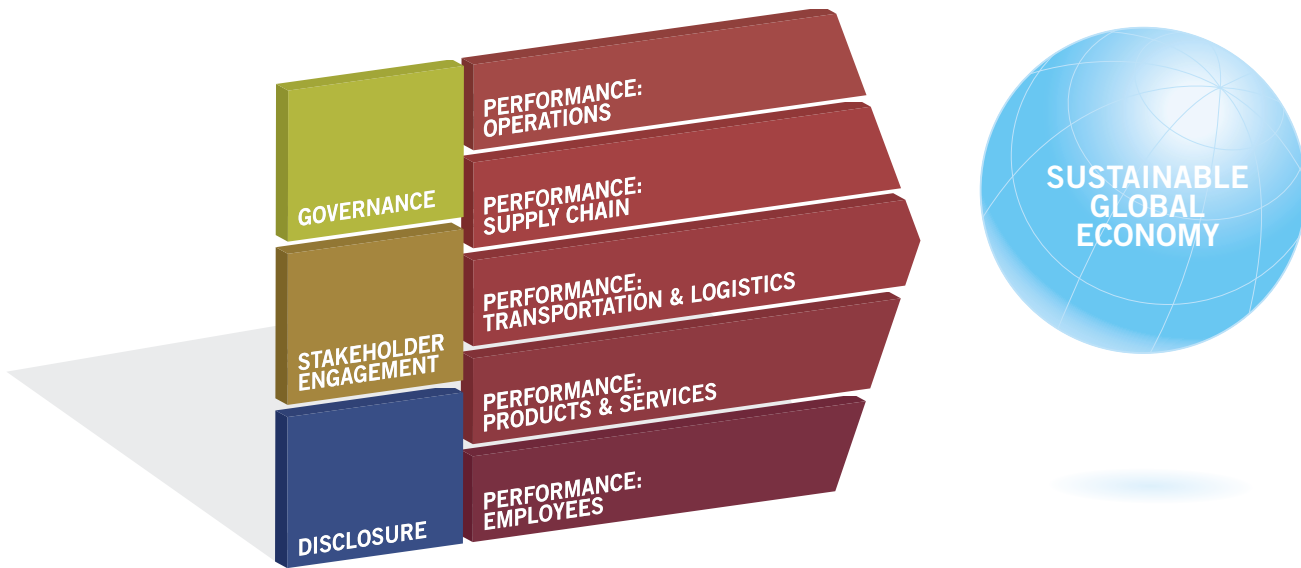 GOVERNANCE
STAKEHOLDER
ENGAGEMENT
DISCLOSURE
PERFORMANCE:
OPERATIONS
PERFORMANCE:
SUPPLY CHAIN
PERFORMANCE:
TRANSPORTATION & LOGISTICS
PERFORMANCE:
PRODUCTS & SERVICES
PERFORMANCE:
EMPLOYEES
SUSTAINABLE
GLOBAL
ECONOMY